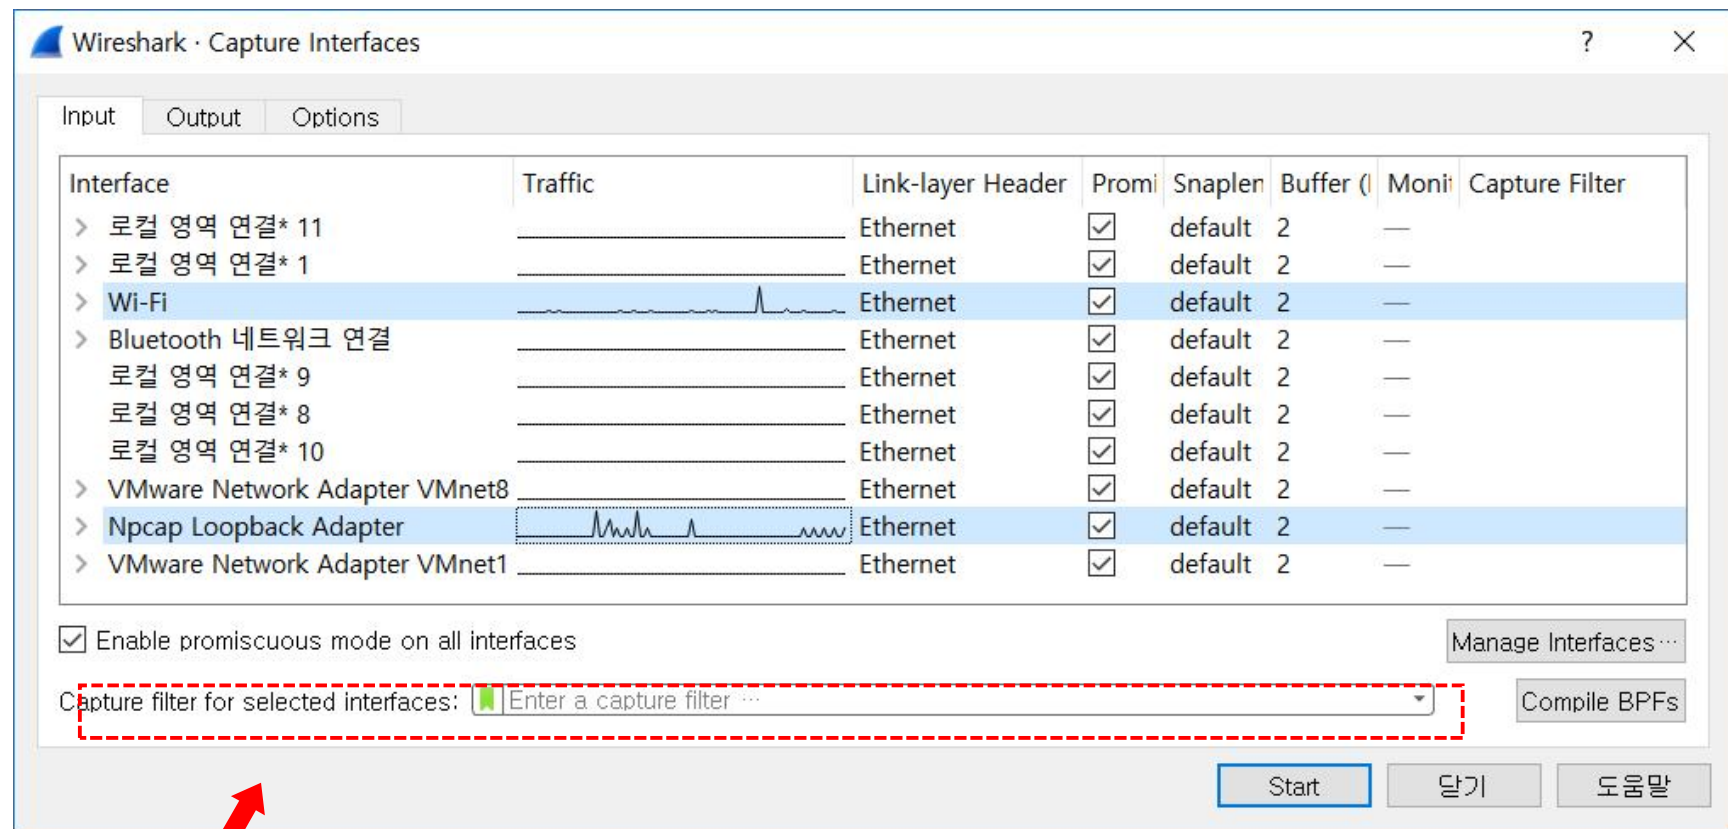 Wireshark · Capture Interfaces ?
Input Output Options
Interface Traffic Link-layer Header Promi Snaplen Buffer ( Monit Capture Filter
로컬 영역 연결* 11 Ethernet default 2 —
로컬 영역 연결* 1 Ethernet default 2 —
Wi-Fi Ethernet default 2 —
Bluetooth 네트워크 연결 Ethernet default 2 —
로컬 영역 연결* 9 Ethernet default 2 —
로컬 영역 연결* 8 Ethernet default 2 —
로컬 영역 연결* 10 Ethernet default 2 —
VMware Network Adapter VMnet8 Ethernet default 2 —
Npcap Loopback Adapter Ethernet default 2 —
VMware Network Adapter VMnet1 Ethernet default 2 —
Enable promiscuous mode on all interfaces Manage Interfaces…
Capture filter for selected interfaces: Enter a capture filter … Compile BPFs
Start 닫기 도움말